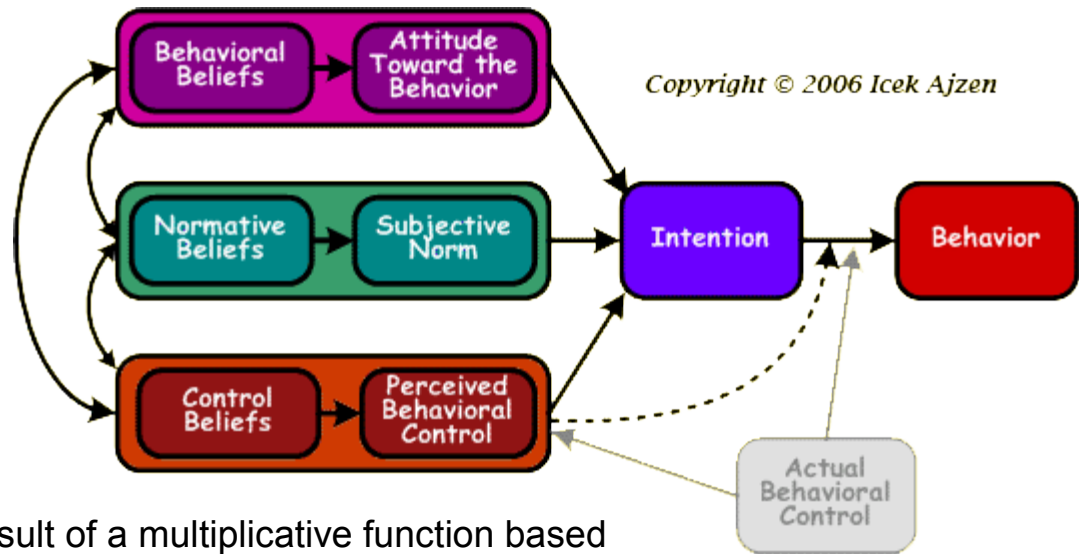 Behavioral
Beliefs
Attitude
Toward the
Behavior
Copyright © 2006 Icek Ajzen
Normative
Beliefs
Subjective
Norm
Intention
Behavior
Control
Beliefs
Perceived
Behavioral
Control
Actual
Behavioral
Control
sult of a multiplicative function based